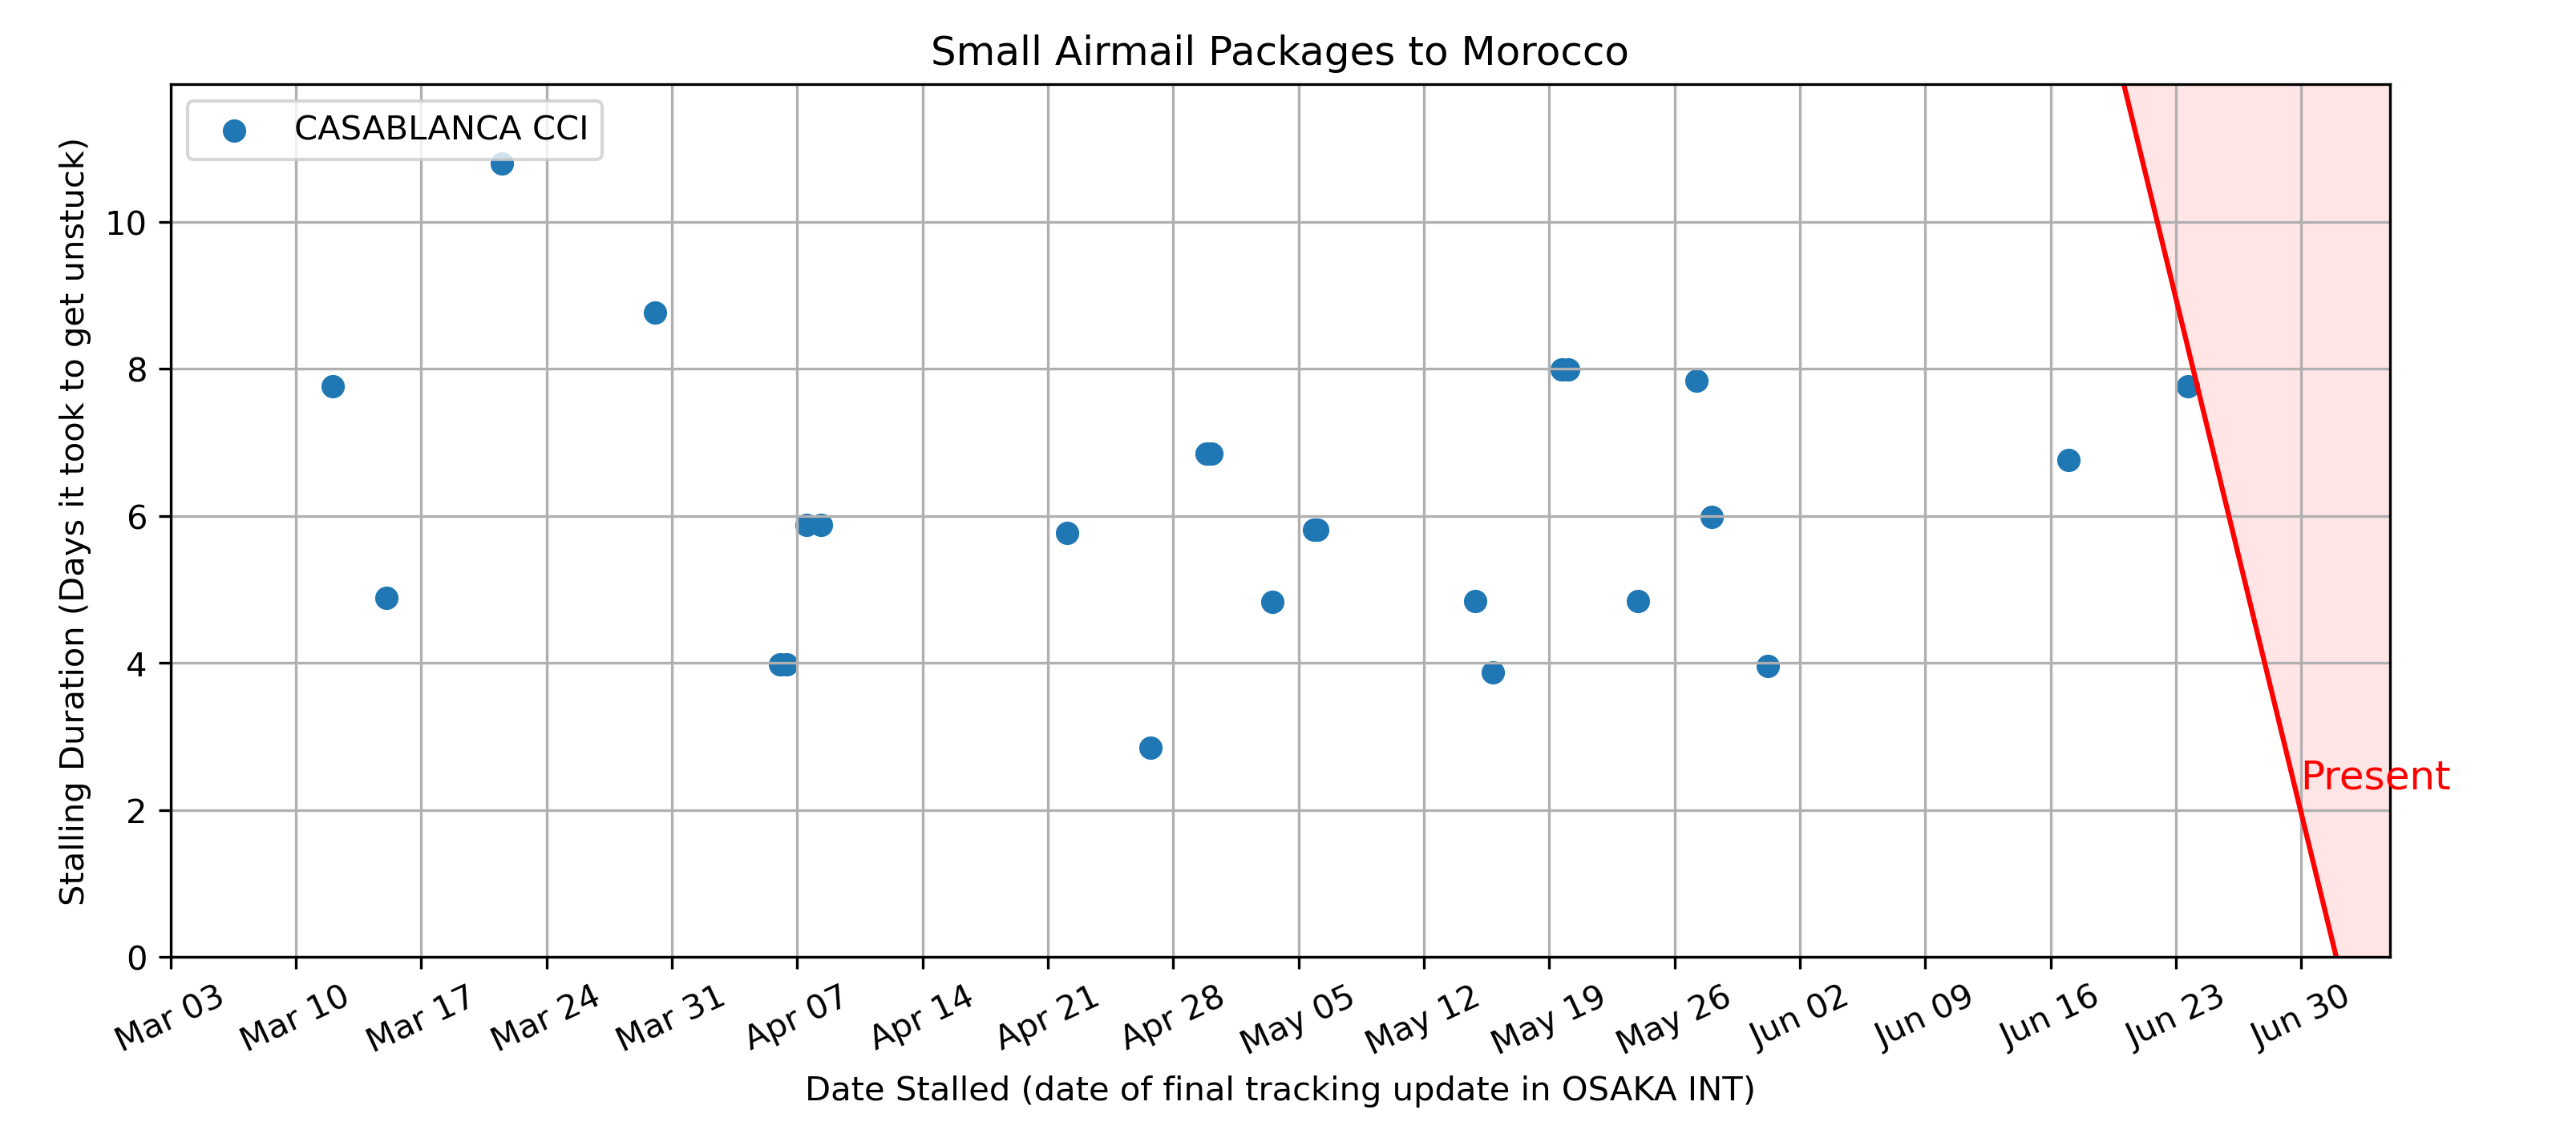 Small Airmail Packages to Morocco
CASABLANCA CCI
Stalling Duration (Days it took to get unstuck)
10
8
6
4
2
0
Present
Mar 03
Mar 10
Mar 17
Mar 24
Mar 31
Apr 07
Apr 14
Apr 21
Apr 28
May 05
May 12
May 19
May 26
Jun 02
Jun 09
Jun 16
Jun 23
Jun 30
Date Stalled (date of final tracking update in OSAKA INT)